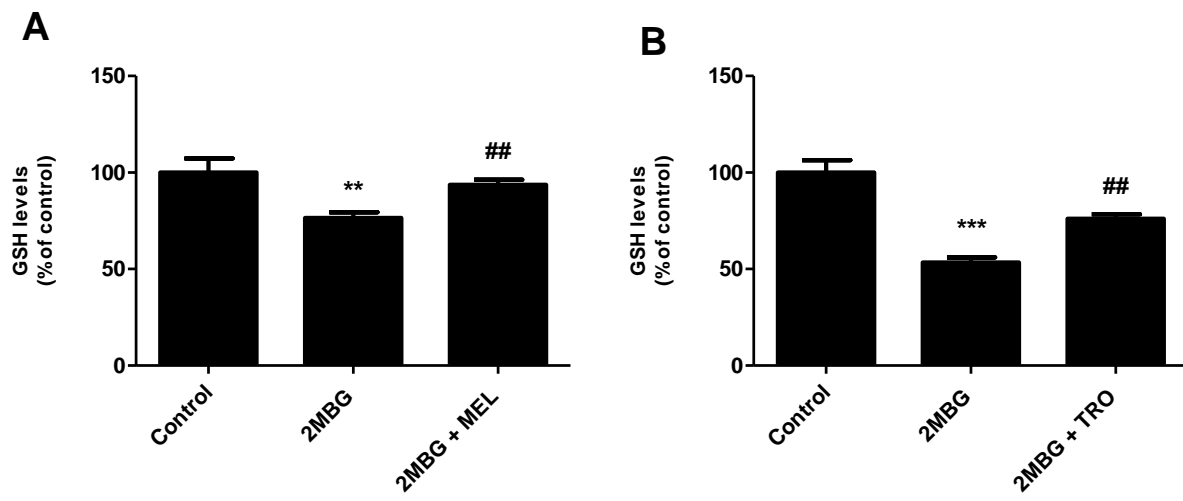 A
150
100
50
0
GSH levels
(% of control)
**
##
Control
2MBG
2MBG + MEL
B
150
100
50
0
GSH levels
(% of control)
***
##
Control
2MBG
2MBG + TRO